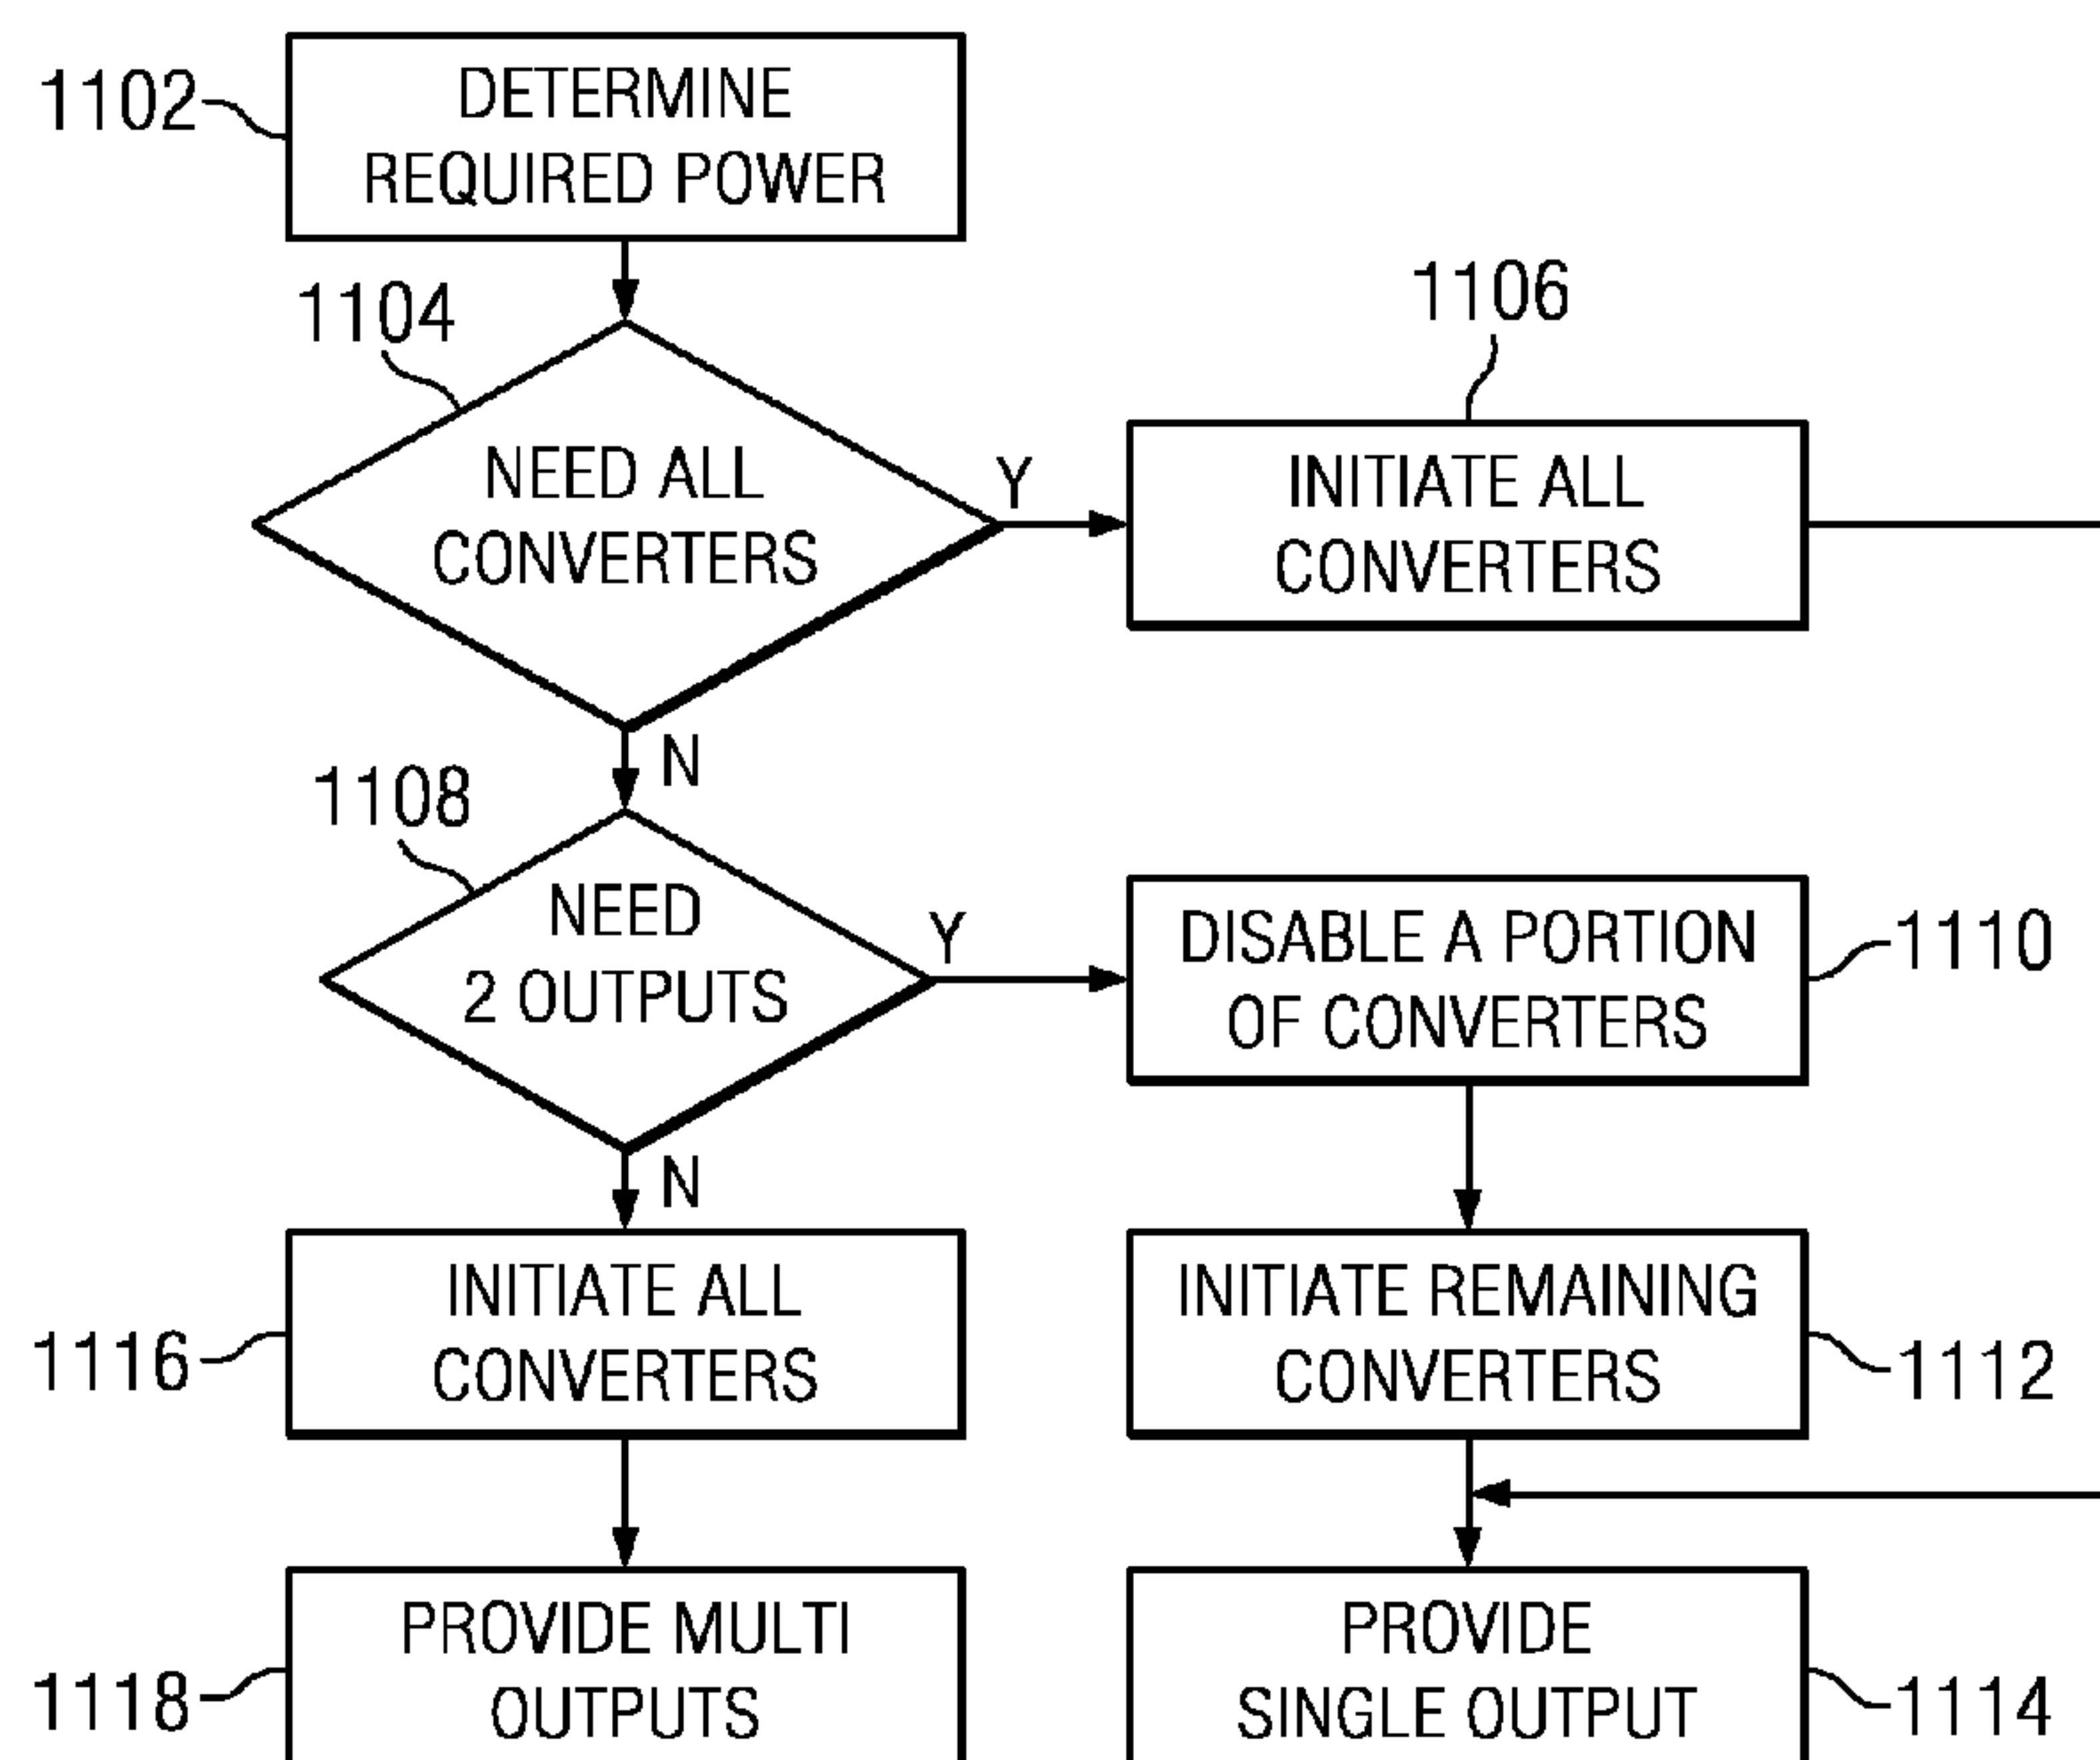 1102
DETERMINE
REQUIRED POWER
1104
NEED ALL
CONVERTERS
Y
1106
INITIATE ALL
CONVERTERS
N
1108
NEED
2 OUTPUTS
Y
DISABLE A PORTION
OF CONVERTERS
1110
N
1116
INITIATE ALL
CONVERTERS
INITIATE REMAINING
CONVERTERS
1112
1118
PROVIDE MULTI
OUTPUTS
PROVIDE
SINGLE OUTPUT
1114